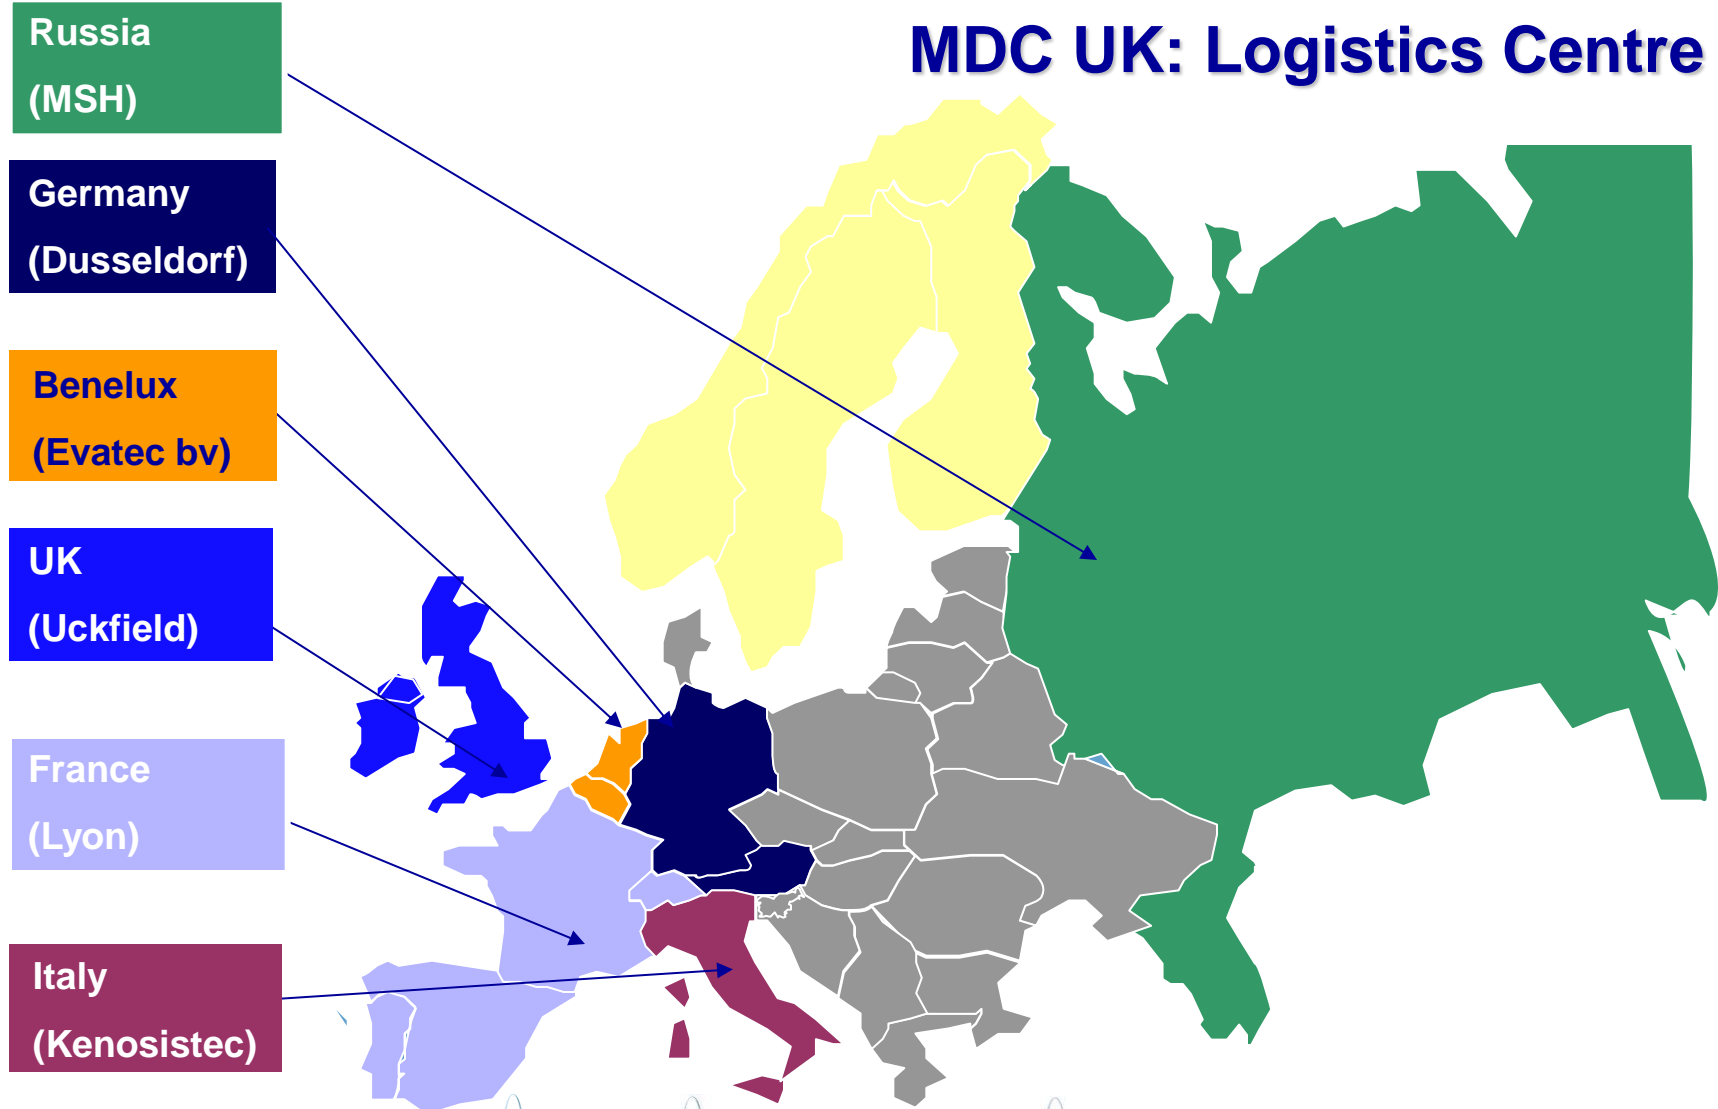 MDC UK: Logistics Centre
Russia
(MSH)
Germany
(Dusseldorf)
Benelux
(Evatec bv)
UK
(Uckfield)
France
(Lyon)
Italy
(Kenosistec)